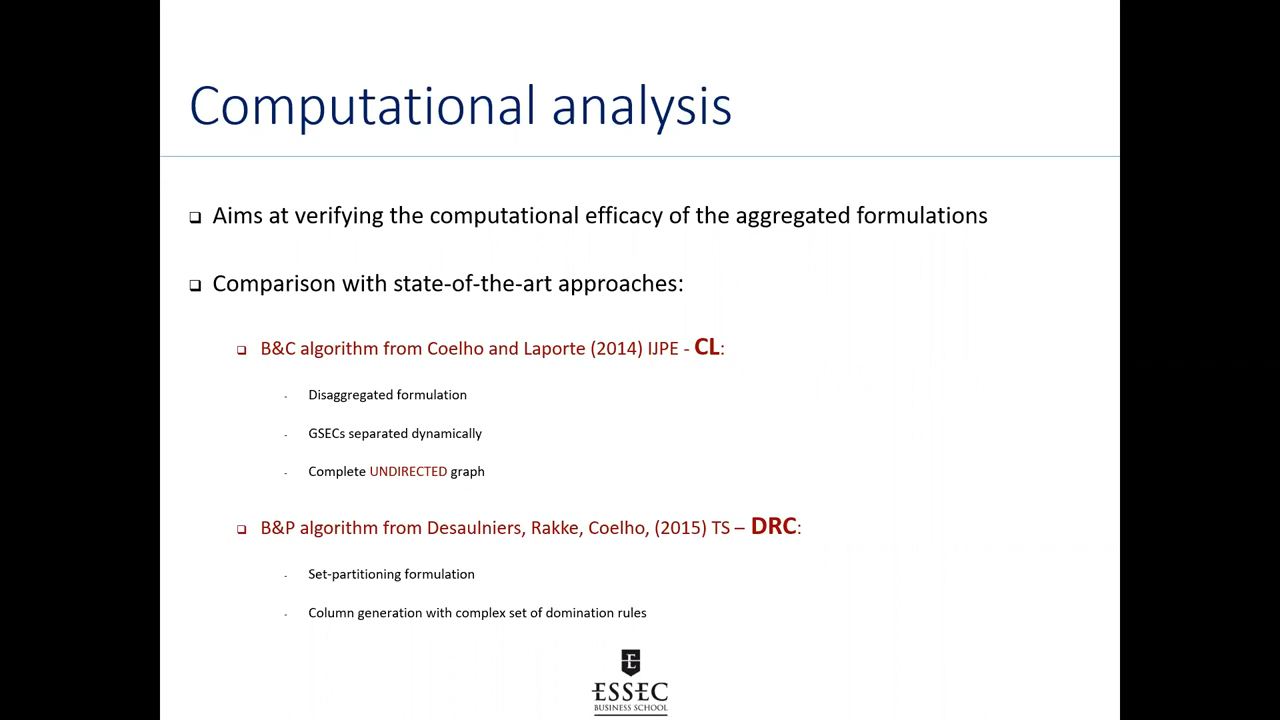 Computational analysis
❑ Aims at verifying the computational efficacy of the aggregated formulations
❑ Comparison with state-of-the-art approaches:
❑ B&C algorithm from Coelho and Laporte (2014) IJPE - CL:
- Disaggregated formulation
- GSECs separated dynamically
- Complete UNDIRECTED graph
❑ B&P algorithm from Desaulniers, Rakke, Coelho, (2015) TS – DRC:
- Set-partitioning formulation
- Column generation with complex set of domination rules
E
ESSEC
BUSINESS SCHOOL